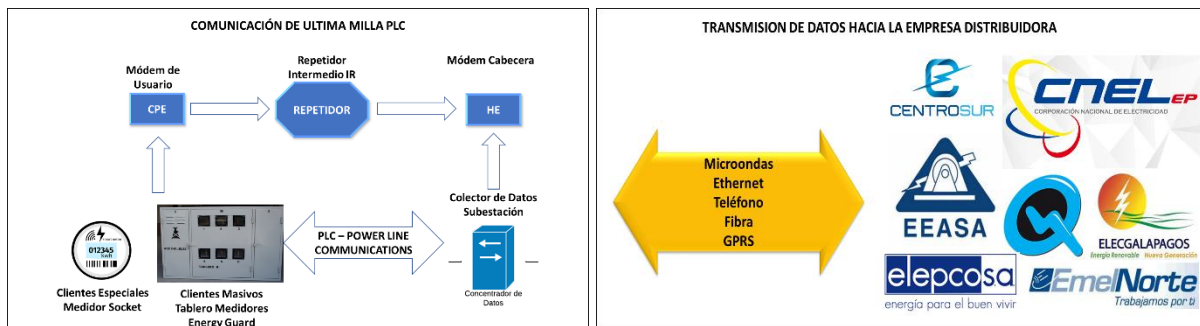 COMUNICACIÓN DE ULTIMA MILLA PLC
Módem de
Usuario
CPE
Repetidor
Intermedio IR
REPETIDOR
Módem Cabecera
HE
012345
kwh
Clientes Especiales
Medidor Socket
Clientes Masivos
Tablero Medidores
Energy Guard
PLC – POWER LINE
COMMUNICATIONS
Colector de Datos
Subestación
Concentrador de
Datos
TRANSMISION DE DATOS HACIA LA EMPRESA DISTRIBUIDORA
Microondas
Ethernet
Teléfono
Fibra
GPRS
CENTROSUR
CNEL EP
CORPORACIÓN NACIONAL DE ELECTRICIDAD
EEASA
ELECGALAPAGOS
Energía Renovable Nueva Generación
elepcosa
energía para el buen vivir
EmelNorte
Trabajamos por ti